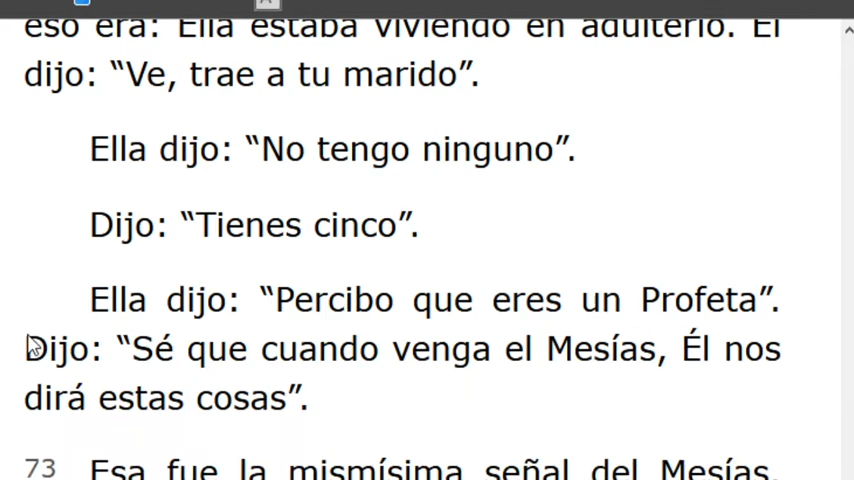 eso era: Ella estaba viviendo en adulterio. Él
dijo: “Ve, trae a tu marido”.
Ella dijo: “No tengo ninguno”.
Dijo: “Tienes cinco”.
Ella dijo: “Percibo que eres un Profeta”.
Dijo: “Sé que cuando venga el Mesías, Él nos
dirá estas cosas”.
73 Esa fue la mismísima señal del Mesías.